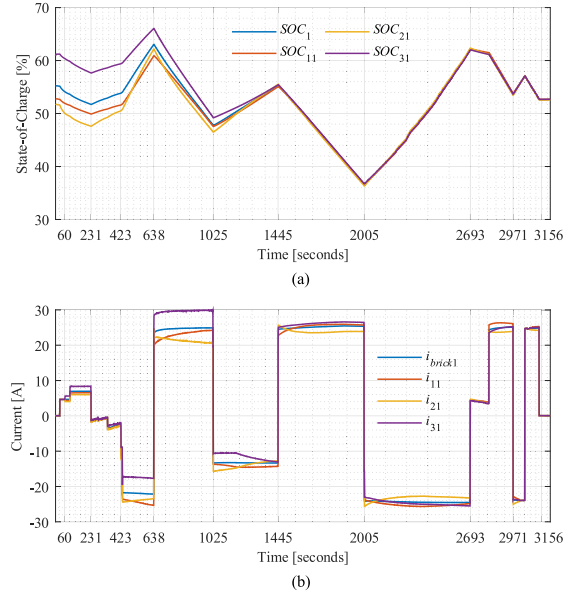 70
60
50
40
30
State-of-Charge [%]
SOC1 SOC21
SOC11 SOC31
60 231 423 638 1025 1445 2005 2693 2971 3156
Time [seconds]
(a)
30
20
10
0
-10
-20
-30
Current [A]
ibrick1
i11
i21
i31
60 231 423 638 1025 1445 2005 2693 2971 3156
Time [seconds]
(b)